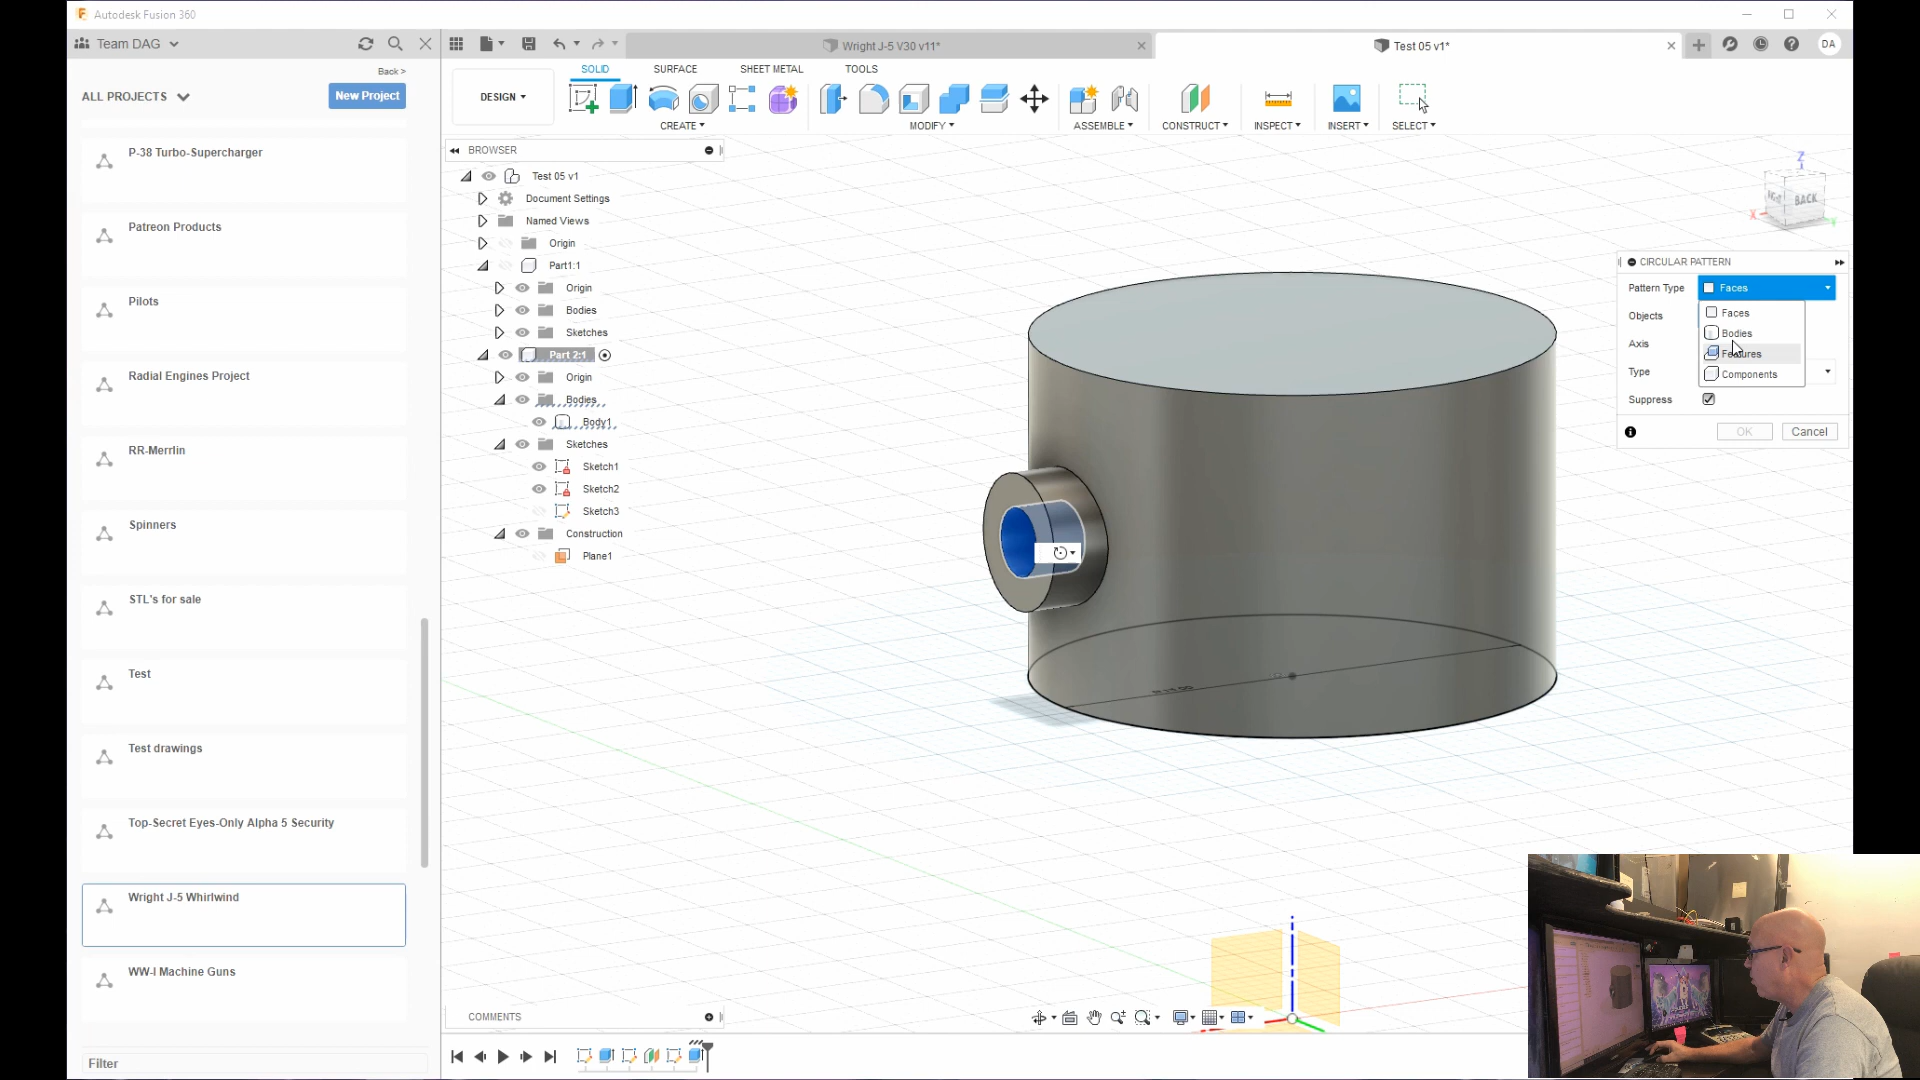 Autodesk Fusion 360
Team DAG
Wright J-5 V30 v11*
Test 05 v1*
DA
Back >
ALL PROJECTS
New Project
P-38 Turbo-Supercharger
Patreon Products
Pilots
Radial Engines Project
RR-Merrlin
Spinners
STL's for sale
Test
Test drawings
Top-Secret Eyes-Only Alpha 5 Security
Wright J-5 Whirlwind
WW-I Machine Guns
Filter
SOLID
SURFACE
SHEET METAL
TOOLS
DESIGN
CREATE
MODIFY
ASSEMBLE
CONSTRUCT
INSPECT
INSERT
SELECT
BROWSER
Test 05 v1
Document Settings
Named Views
Origin
Part1:1
Origin
Bodies
Sketches
Part 2:1
Origin
Bodies
Body1
Sketches
Sketch1
Sketch2
Sketch3
Construction
Plane1
Z
BACK
X
Y
CIRCULAR PATTERN
Pattern Type
Faces
Objects
Axis
Type
Suppress
Faces
Bodies
Features
Components
OK
Cancel
COMMENTS